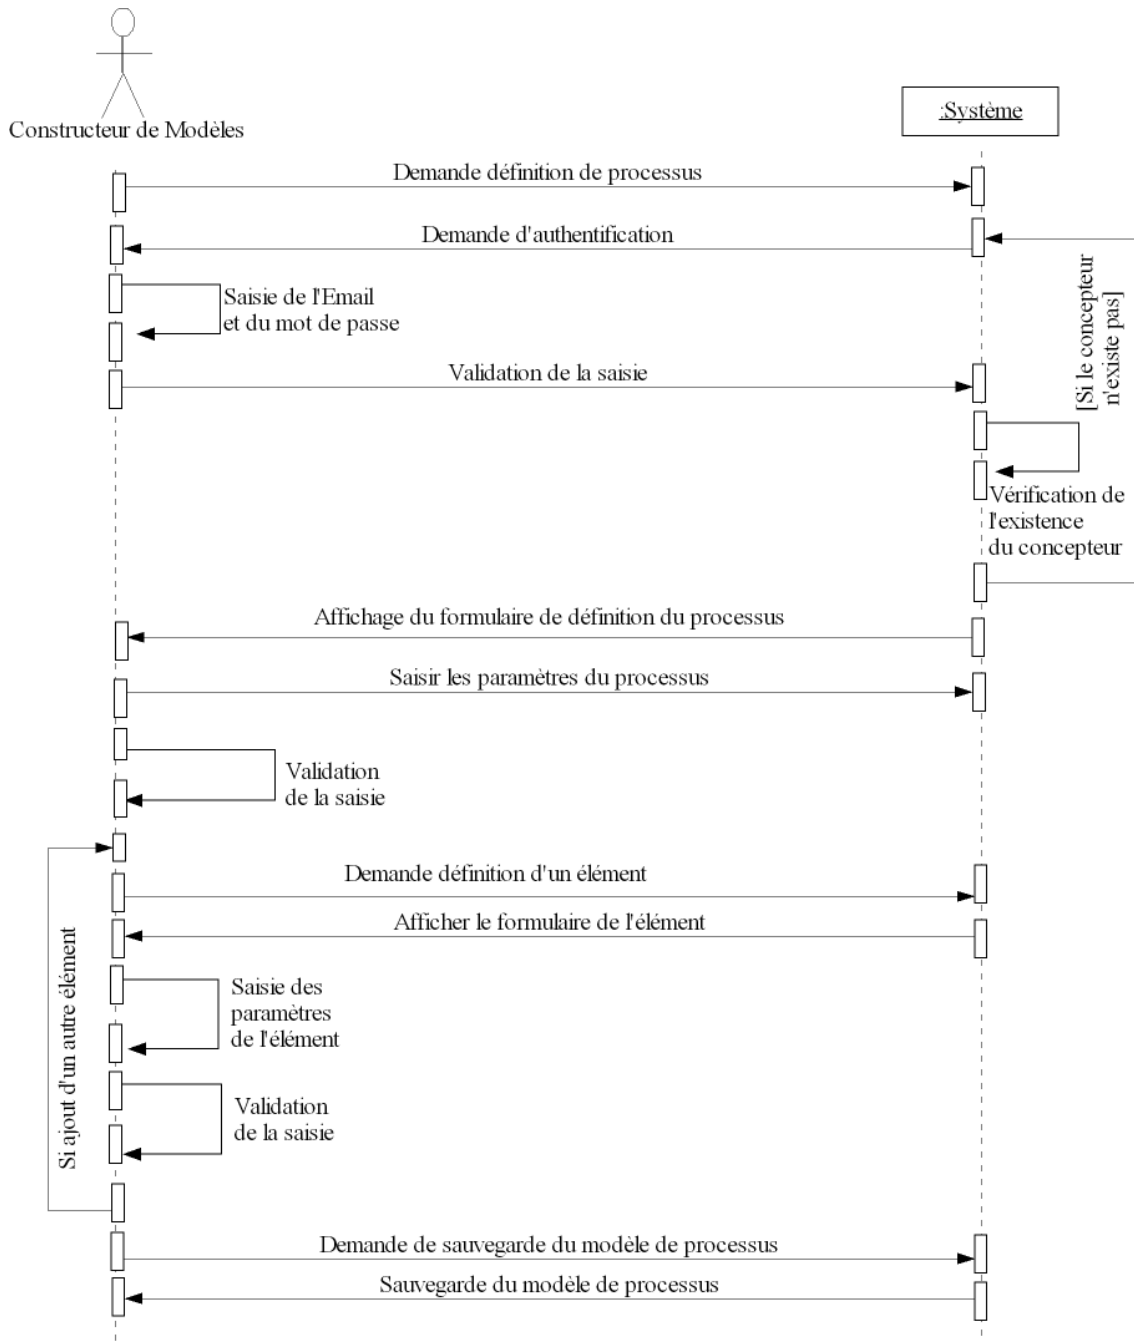 Constructeur de Modèles
:Système
Demande définition de processus
Demande d'authentification
[Si le concepteur
n'existe pas]
Saisie de l'Email
et du mot de passe
Validation de la saisie
Vérification de
l'existence
du concepteur
Affichage du formulaire de définition du processus
Saisir les paramètres du processus
Validation
de la saisie
Demande définition d'un élément
Afficher le formulaire de l'élément
Si ajout d'un autre élément
Saisie des
paramètres
de l'élément
Validation
de la saisie
Demande de sauvegarde du modèle de processus
Sauvegarde du modèle de processus